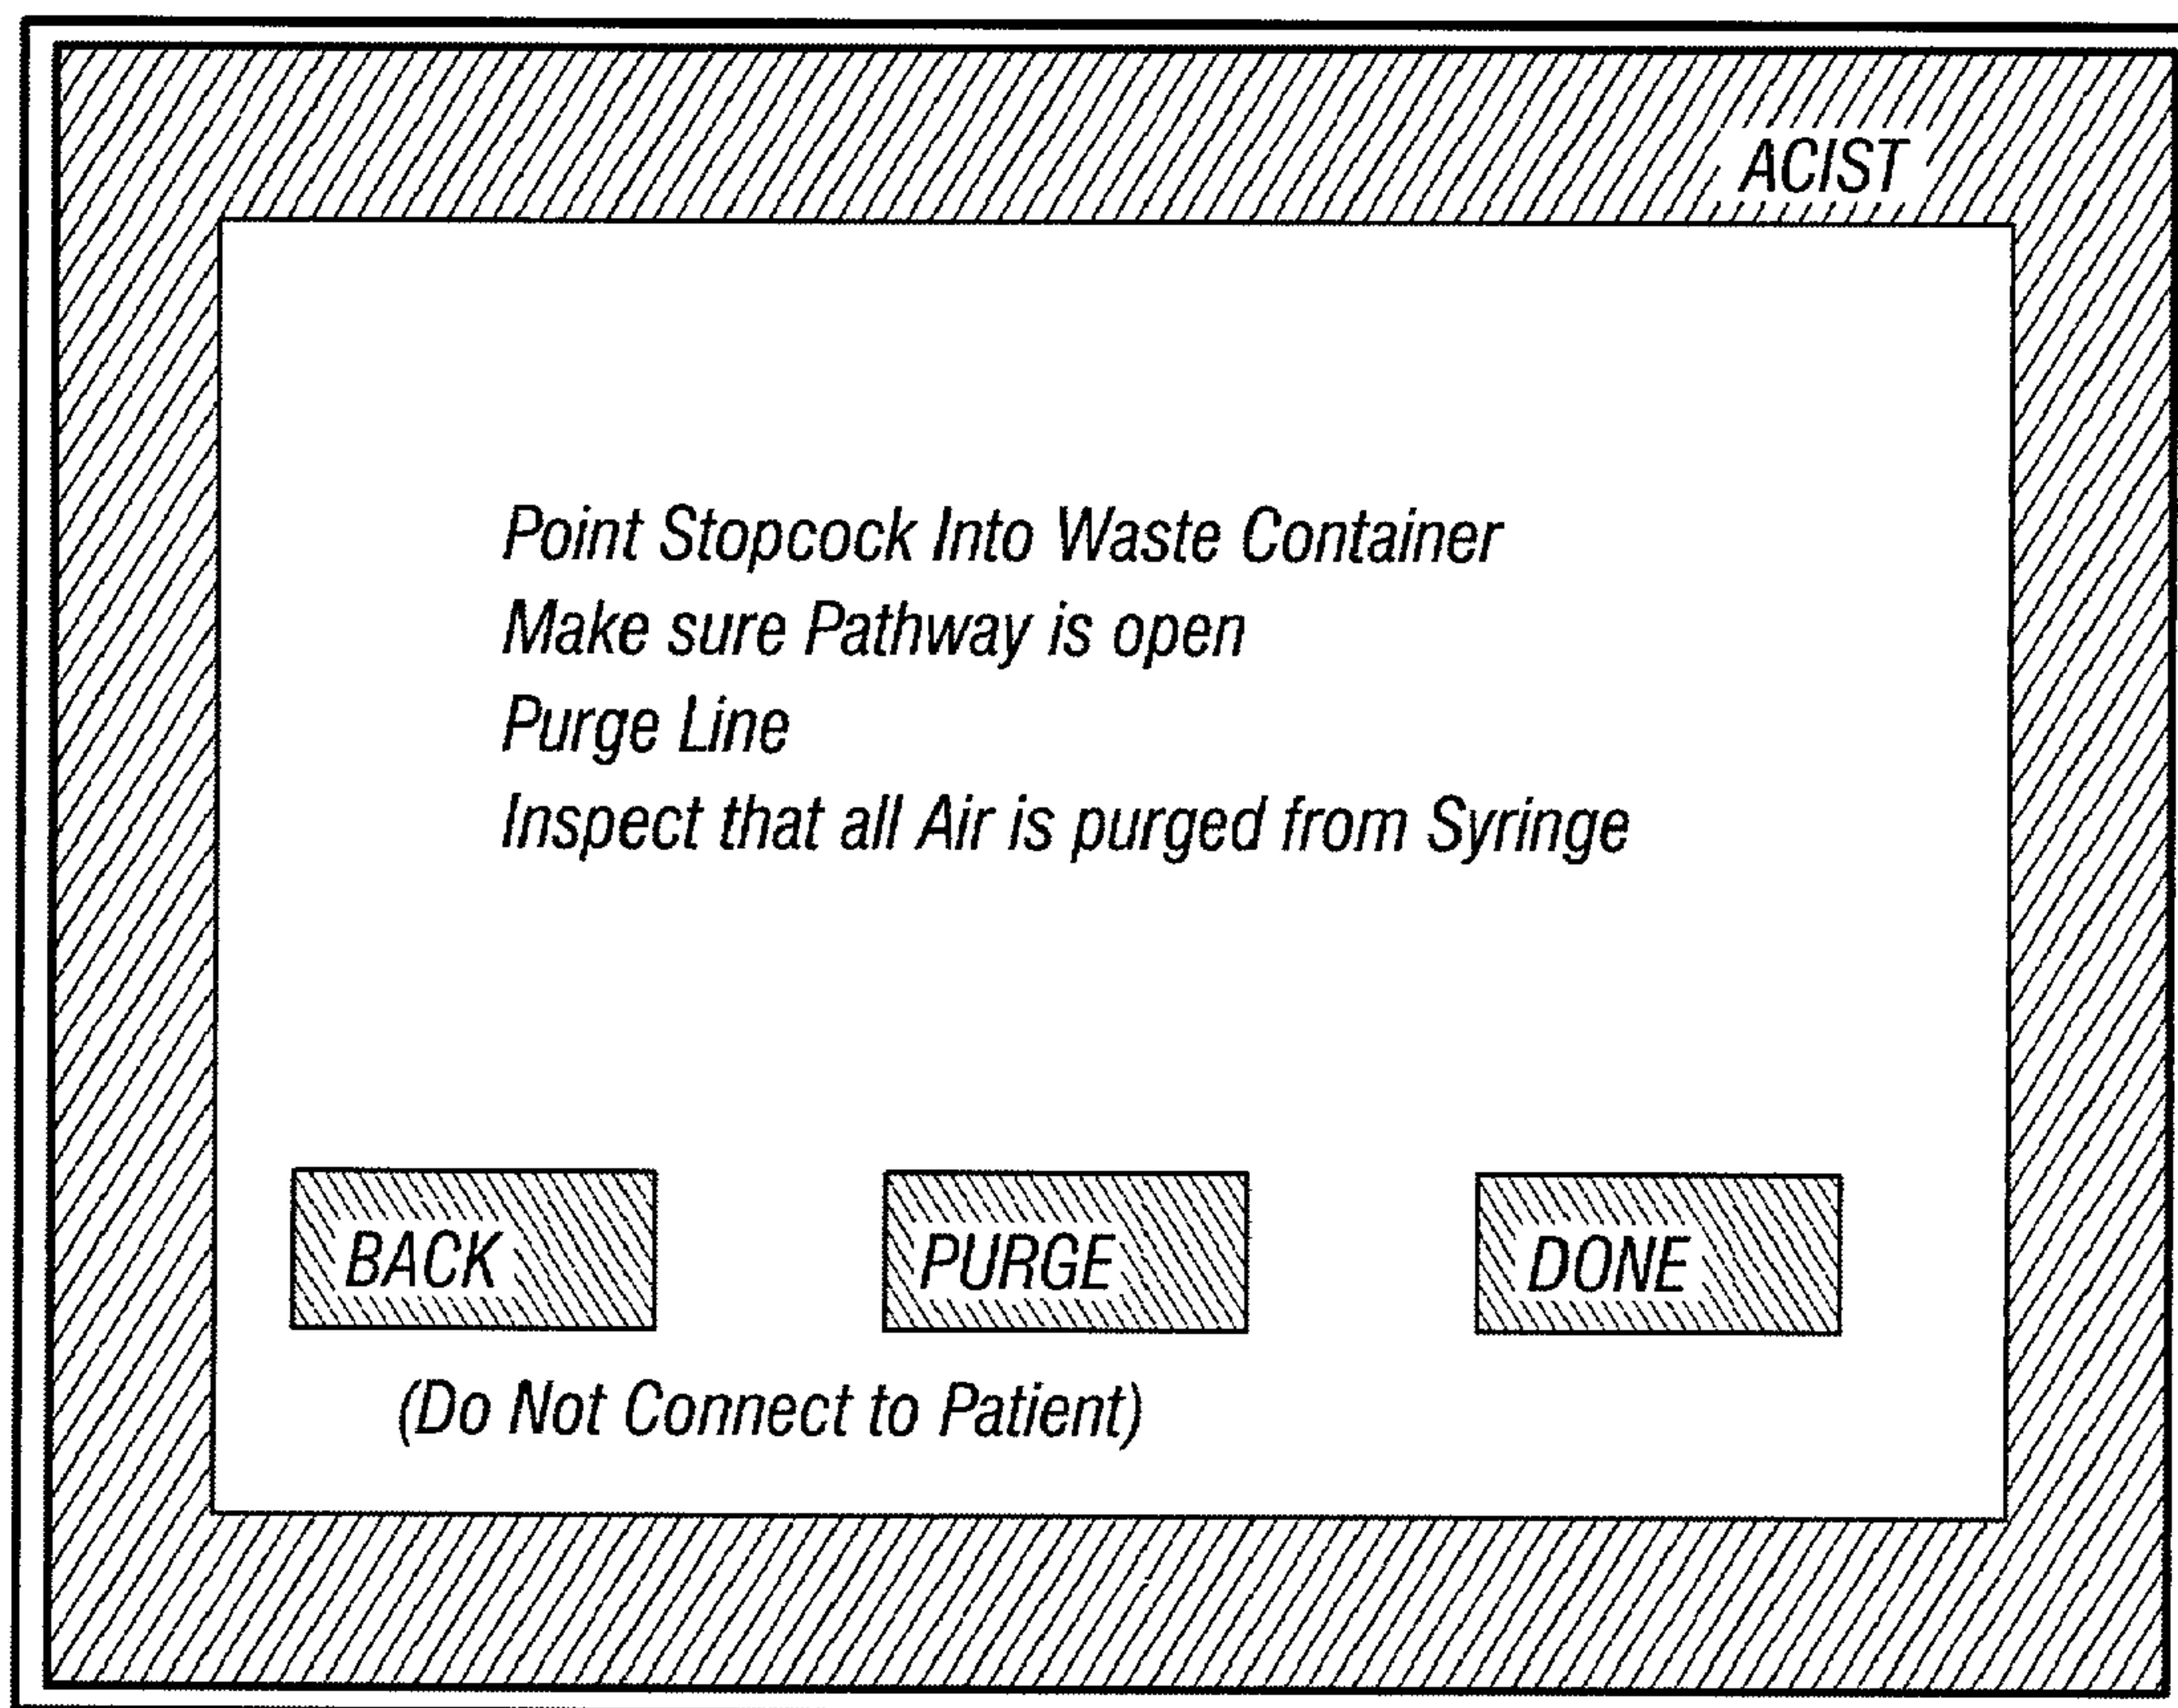 ACIST
Point Stopcock Into Waste Container
Make sure Pathway is open
Purge Line
Inspect that all Air is purged from Syringe
BACK
PURGE
DONE
(Do Not Connect to Patient)